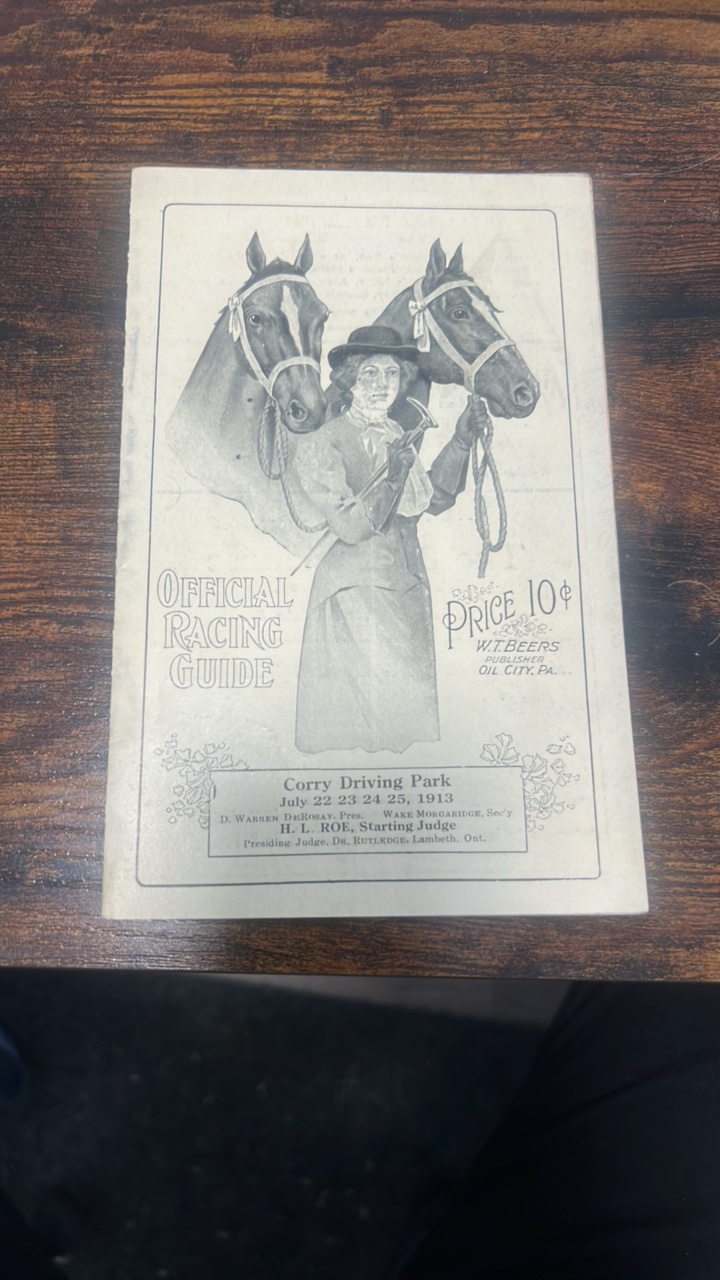 OFFICIAL
RACING
GUIDE
PRICE 10¢
W.T. BEERS
PUBLISHER
OIL CITY, PA.
Corry Driving Park
July 22 23 24 25, 1913
D. WARREN DEROSAY, Pres. WAKE MORGARIDGE, Sec'y
H. L. ROE, Starting Judge
Presiding Judge, DR. RUTLEDGE, Lambeth, Ont.